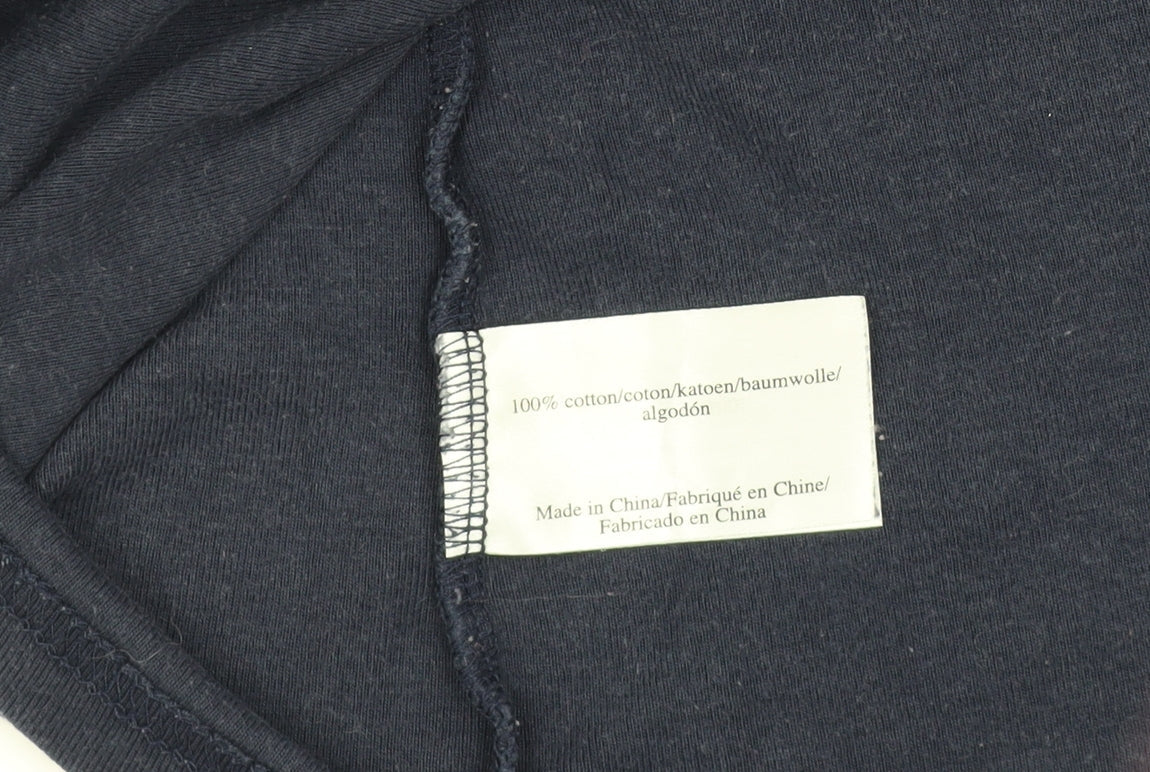 100% cotton/coton/katoen/baumwolle/
algodón
Made in China/Fabriqué en Chine/
Fabricado en China